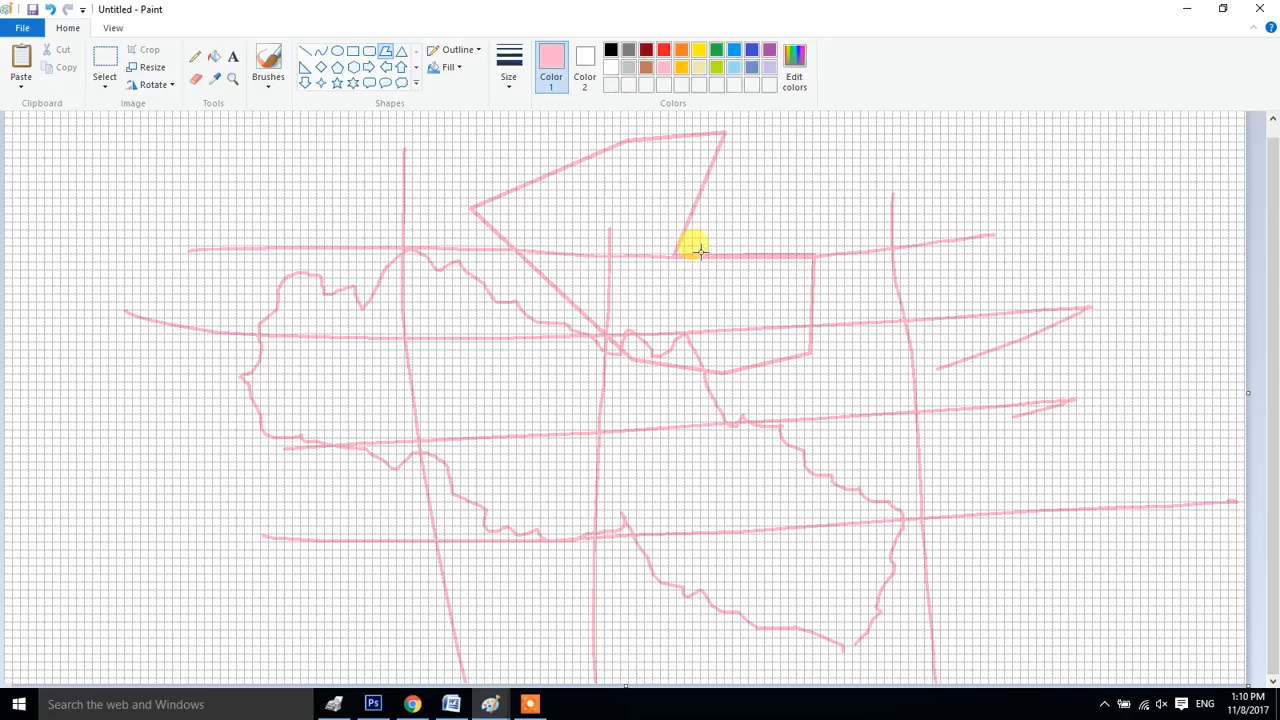 Untitled - Paint
File Home View
Paste
Cut
Copy
Clipboard
Select
Crop
Resize
Rotate
Image
A
Tools
Brushes
Outline
Fill
Shapes
Size
Color
1
Color
2
Edit
colors
Colors
Search the web and Windows
Ps
W
ENG
1:10 PM
11/8/2017